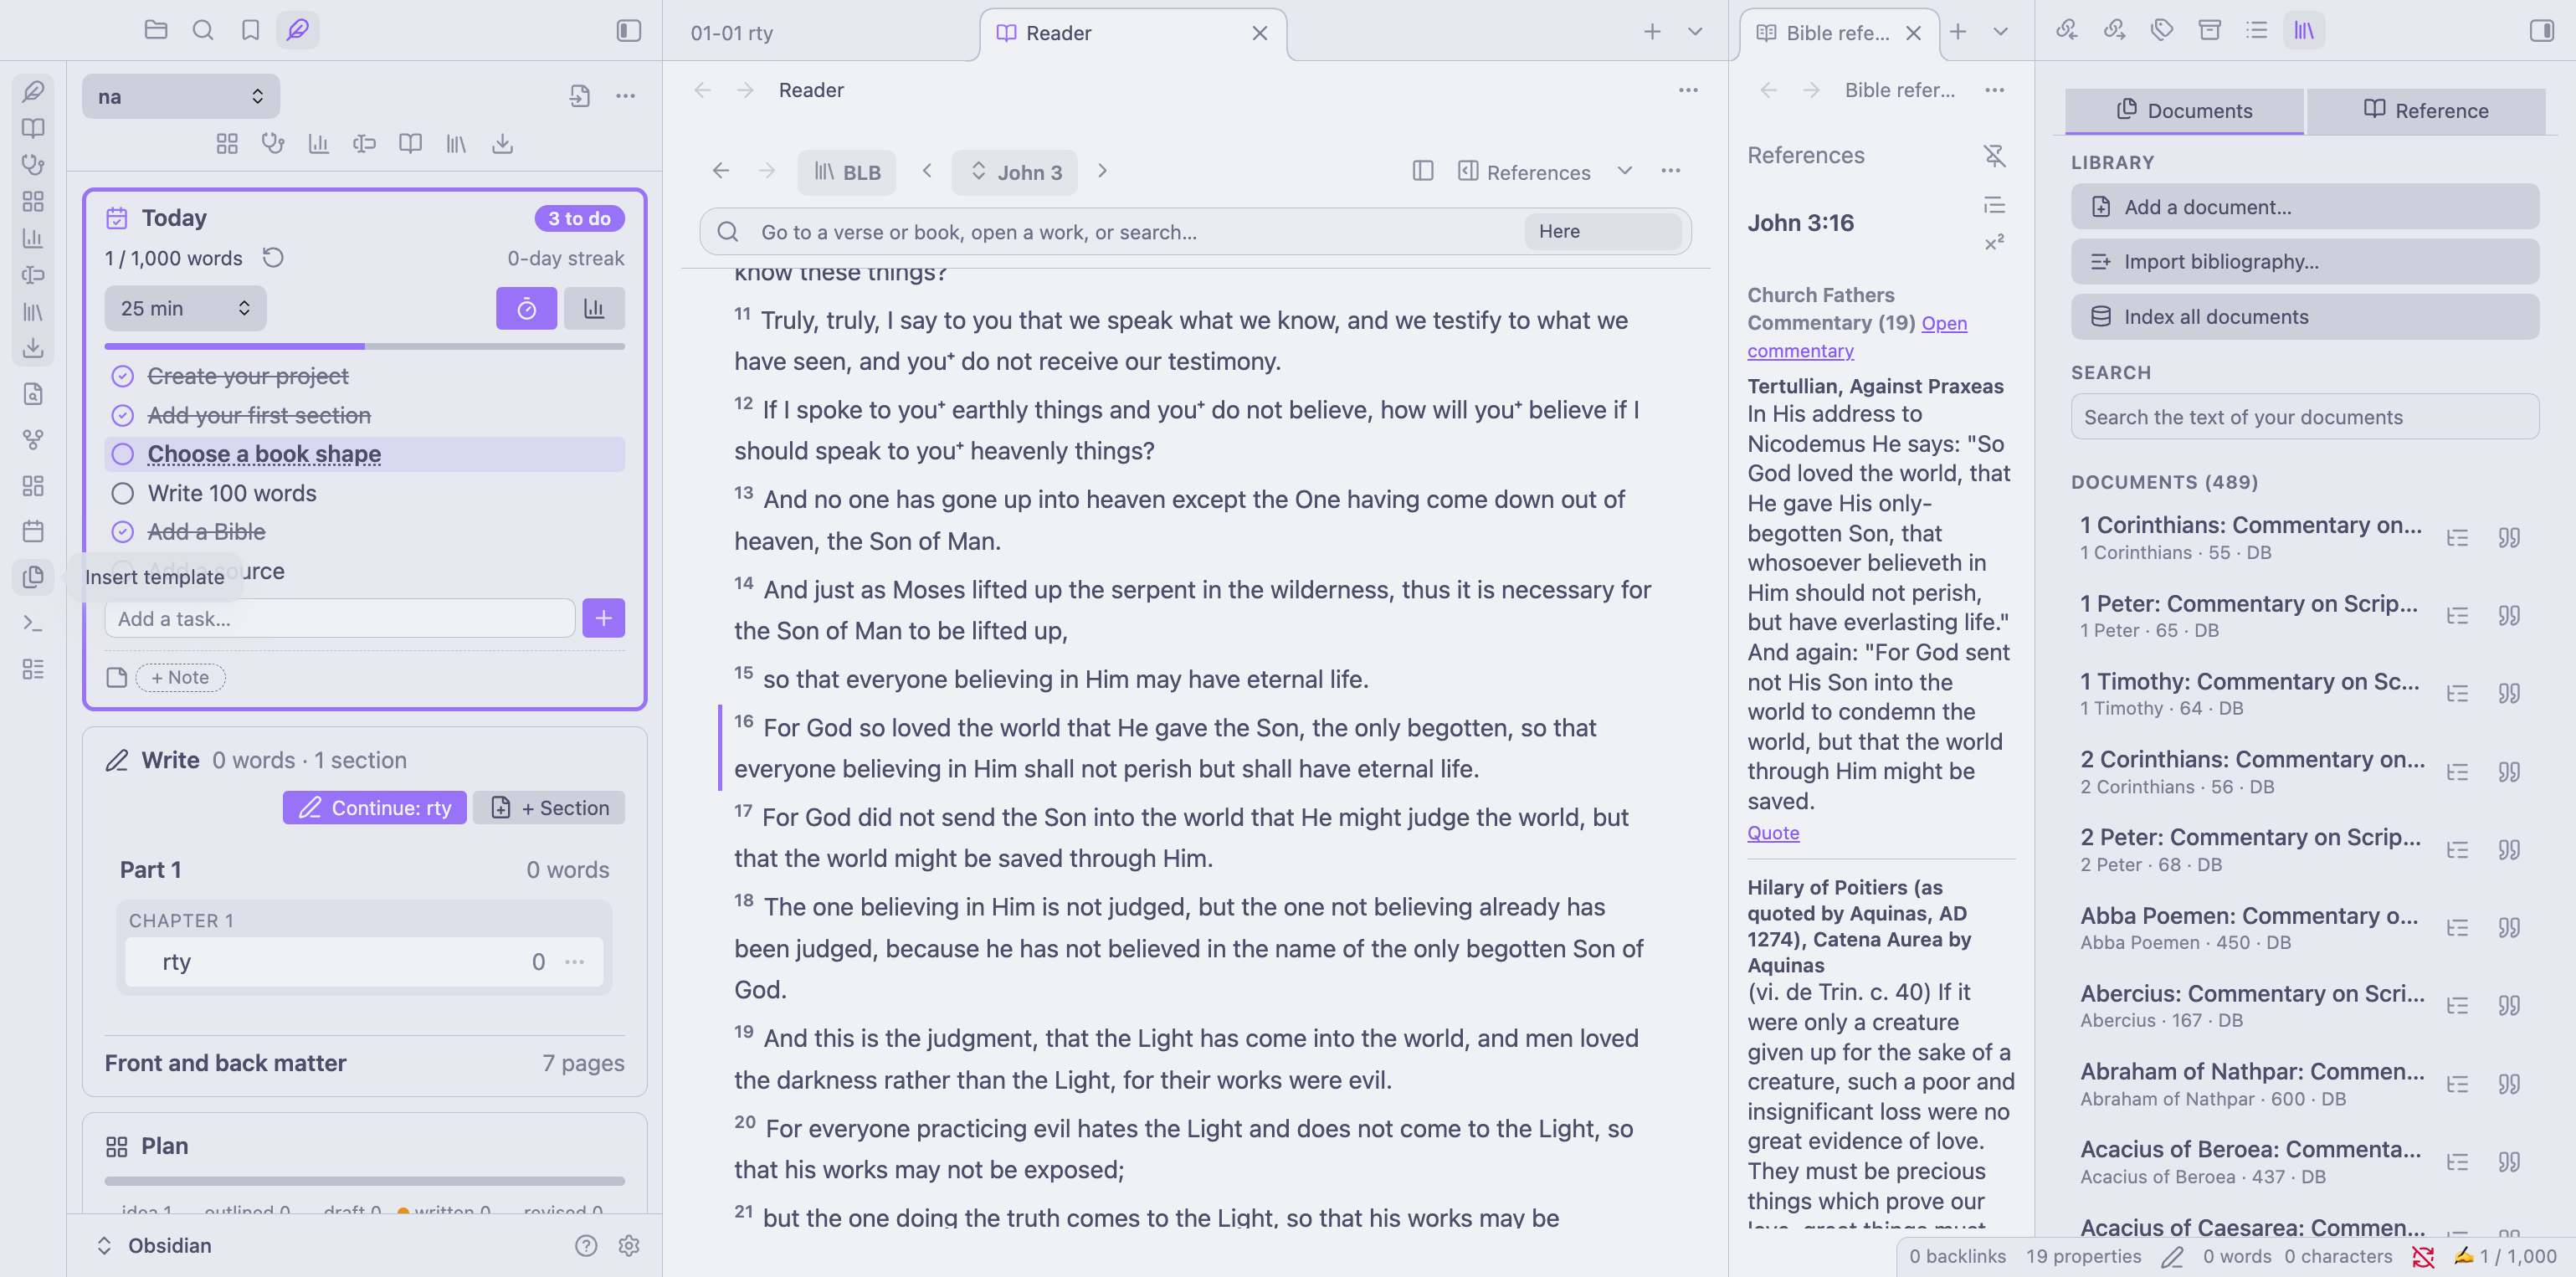 01-01 rty
Reader
Bible refe...
na
Today
3 to do
1 / 1,000 words
0-day streak
25 min
Create your project
Add your first section
Choose a book shape
Write 100 words
Add a Bible
Insert template
Add a task...
+ Note
Write 0 words · 1 section
Continue: rty
+ Section
Part 1
0 words
CHAPTER 1
rty
0
Front and back matter
7 pages
Plan
Obsidian
Reader
BLB
John 3
References
Go to a verse or book, open a work, or search...
Here
know these things?
11 Truly, truly, I say to you that we speak what we know, and we testify to what we
have seen, and you⁺ do not receive our testimony.
12 If I spoke to you⁺ earthly things and you⁺ do not believe, how will you⁺ believe if I
should speak to you⁺ heavenly things?
13 And no one has gone up into heaven except the One having come down out of
heaven, the Son of Man.
14 And just as Moses lifted up the serpent in the wilderness, thus it is necessary for
the Son of Man to be lifted up,
15 so that everyone believing in Him may have eternal life.
16 For God so loved the world that He gave the Son, the only begotten, so that
everyone believing in Him shall not perish but shall have eternal life.
17 For God did not send the Son into the world that He might judge the world, but
that the world might be saved through Him.
18 The one believing in Him is not judged, but the one not believing already has
been judged, because he has not believed in the name of the only begotten Son of
God.
19 And this is the judgment, that the Light has come into the world, and men loved
the darkness rather than the Light, for their works were evil.
20 For everyone practicing evil hates the Light and does not come to the Light, so
that his works may not be exposed;
21 but the one doing the truth comes to the Light, so that his works may be
Bible refer...
References
John 3:16
x²
Church Fathers
Commentary (19) Open
commentary
Tertullian, Against Praxeas
In His address to
Nicodemus He says: "So
God loved the world, that
He gave His only-
begotten Son, that
whosoever believeth in
Him should not perish,
but have everlasting life."
And again: "For God sent
not His Son into the
world to condemn the
world, but that the world
through Him might be
saved.
Quote
Hilary of Poitiers (as
quoted by Aquinas, AD
1274), Catena Aurea by
Aquinas
(vi. de Trin. c. 40) If it
were only a creature
given up for the sake of a
creature, such a poor and
insignificant loss were no
great evidence of love.
They must be precious
things which prove our
Documents
Reference
LIBRARY
Add a document...
Import bibliography...
Index all documents
SEARCH
Search the text of your documents
DOCUMENTS (489)
1 Corinthians: Commentary on...
1 Corinthians · 55 · DB
1 Peter: Commentary on Scrip...
1 Peter · 65 · DB
1 Timothy: Commentary on Sc...
1 Timothy · 64 · DB
2 Corinthians: Commentary on...
2 Corinthians · 56 · DB
2 Peter: Commentary on Scrip...
2 Peter · 68 · DB
Abba Poemen: Commentary o...
Abba Poemen · 450 · DB
Abercius: Commentary on Scri...
Abercius · 167 · DB
Abraham of Nathpar: Commen...
Abraham of Nathpar · 600 · DB
Acacius of Beroea: Commenta...
Acacius of Beroea · 437 · DB
Acacius of Caesarea: Commen...
0 backlinks 19 properties 0 words 0 characters 1 / 1,000